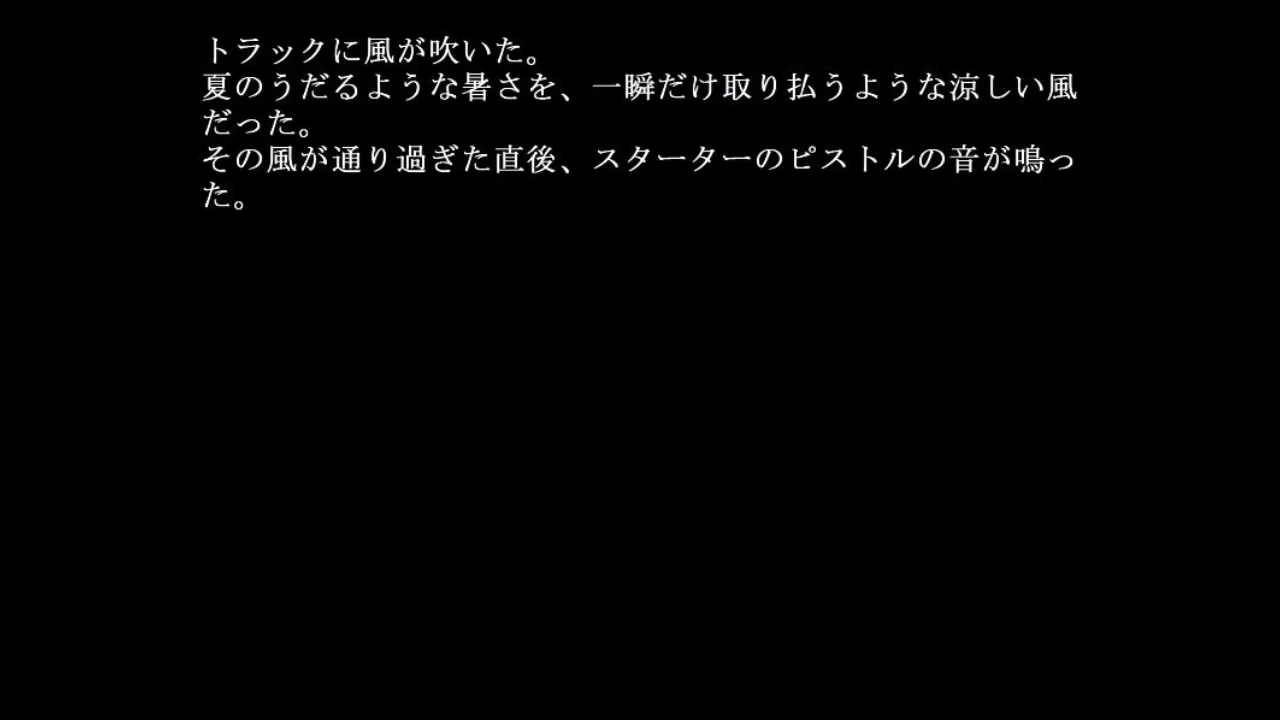 トラックに風が吹いた。
夏のうだるような暑さを、一瞬だけ取り払うような涼しい風
だった。
その風が通り過ぎた直後、スターターのピストルの音が鳴っ
た。